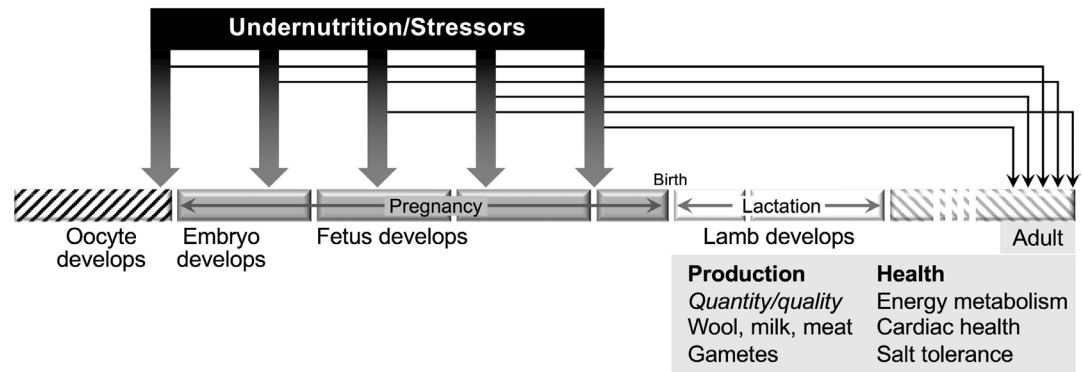 Undernutrition/Stressors
Birth
Pregnancy
Lactation
Oocyte
develops
Embryo
develops
Fetus develops
Lamb develops
Adult
Production
Quantity/quality
Wool, milk, meat
Gametes
Health
Energy metabolism
Cardiac health
Salt tolerance